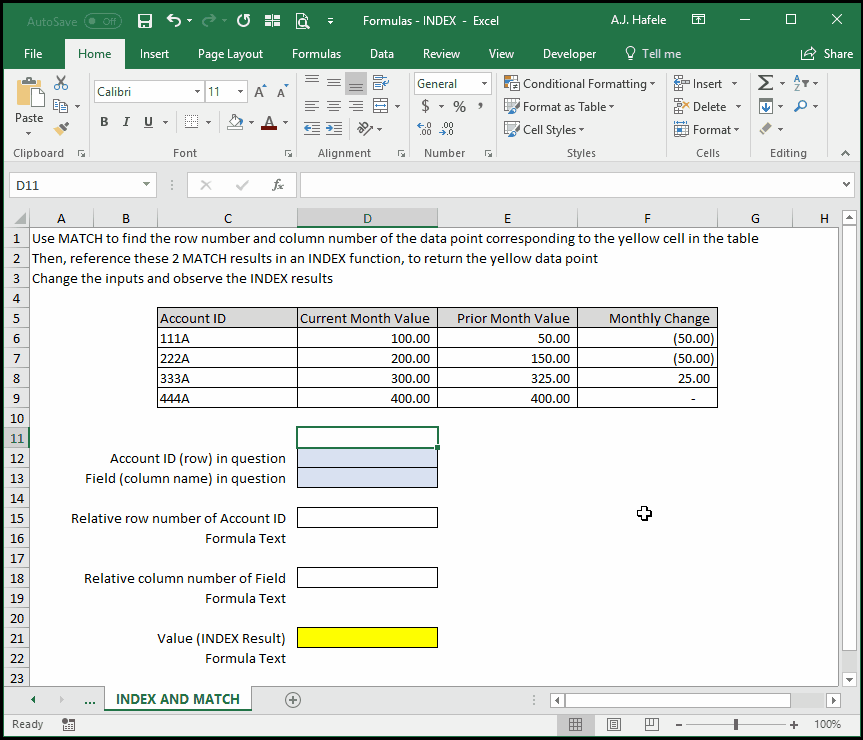 AutoSave Off Formulas - INDEX - Excel A.J. Hafele
File Home Insert Page Layout Formulas Data Review View Developer Tell me Share
Paste
Calibri 11
B I U A
General
$ % ,
Conditional Formatting
Format as Table
Cell Styles
Insert
Delete
Format
Clipboard Font Alignment Number Styles Cells Editing
D11 fx
A B C D E F G H
1 Use MATCH to find the row number and column number of the data point corresponding to the yellow cell in the table
2 Then, reference these 2 MATCH results in an INDEX function, to return the yellow data point
3 Change the inputs and observe the INDEX results
4
5 Account ID Current Month Value Prior Month Value Monthly Change
6 111A 100.00 50.00 (50.00)
7 222A 200.00 150.00 (50.00)
8 333A 300.00 325.00 25.00
9 444A 400.00 400.00 -
10
11
12 Account ID (row) in question
13 Field (column name) in question
14
15 Relative row number of Account ID
16 Formula Text
17
18 Relative column number of Field
19 Formula Text
20
21 Value (INDEX Result)
22 Formula Text
23
... INDEX AND MATCH
Ready 100%